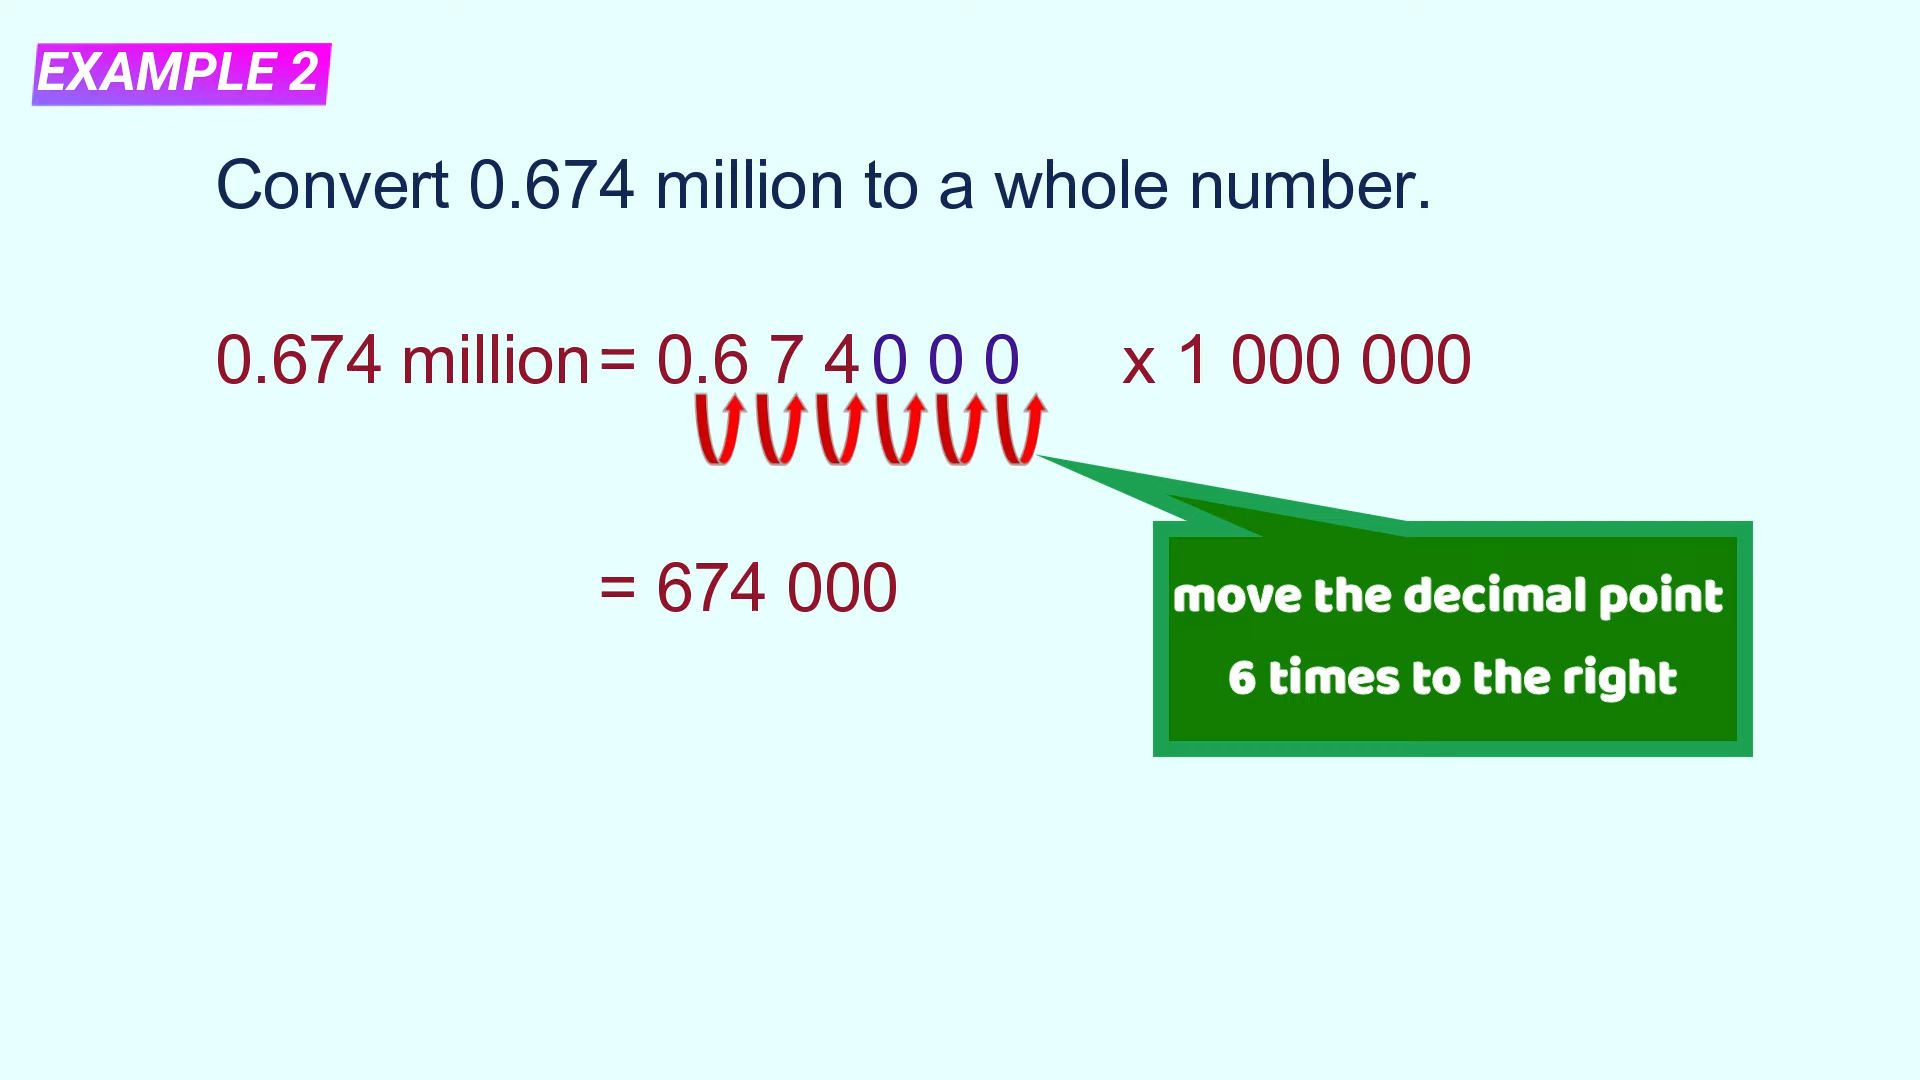 EXAMPLE 2
Convert 0.674 million to a whole number.
0.674 million = 0.6 7 4 0 0 0 x 1 000 000
= 674 000
move the decimal point
6 times to the right